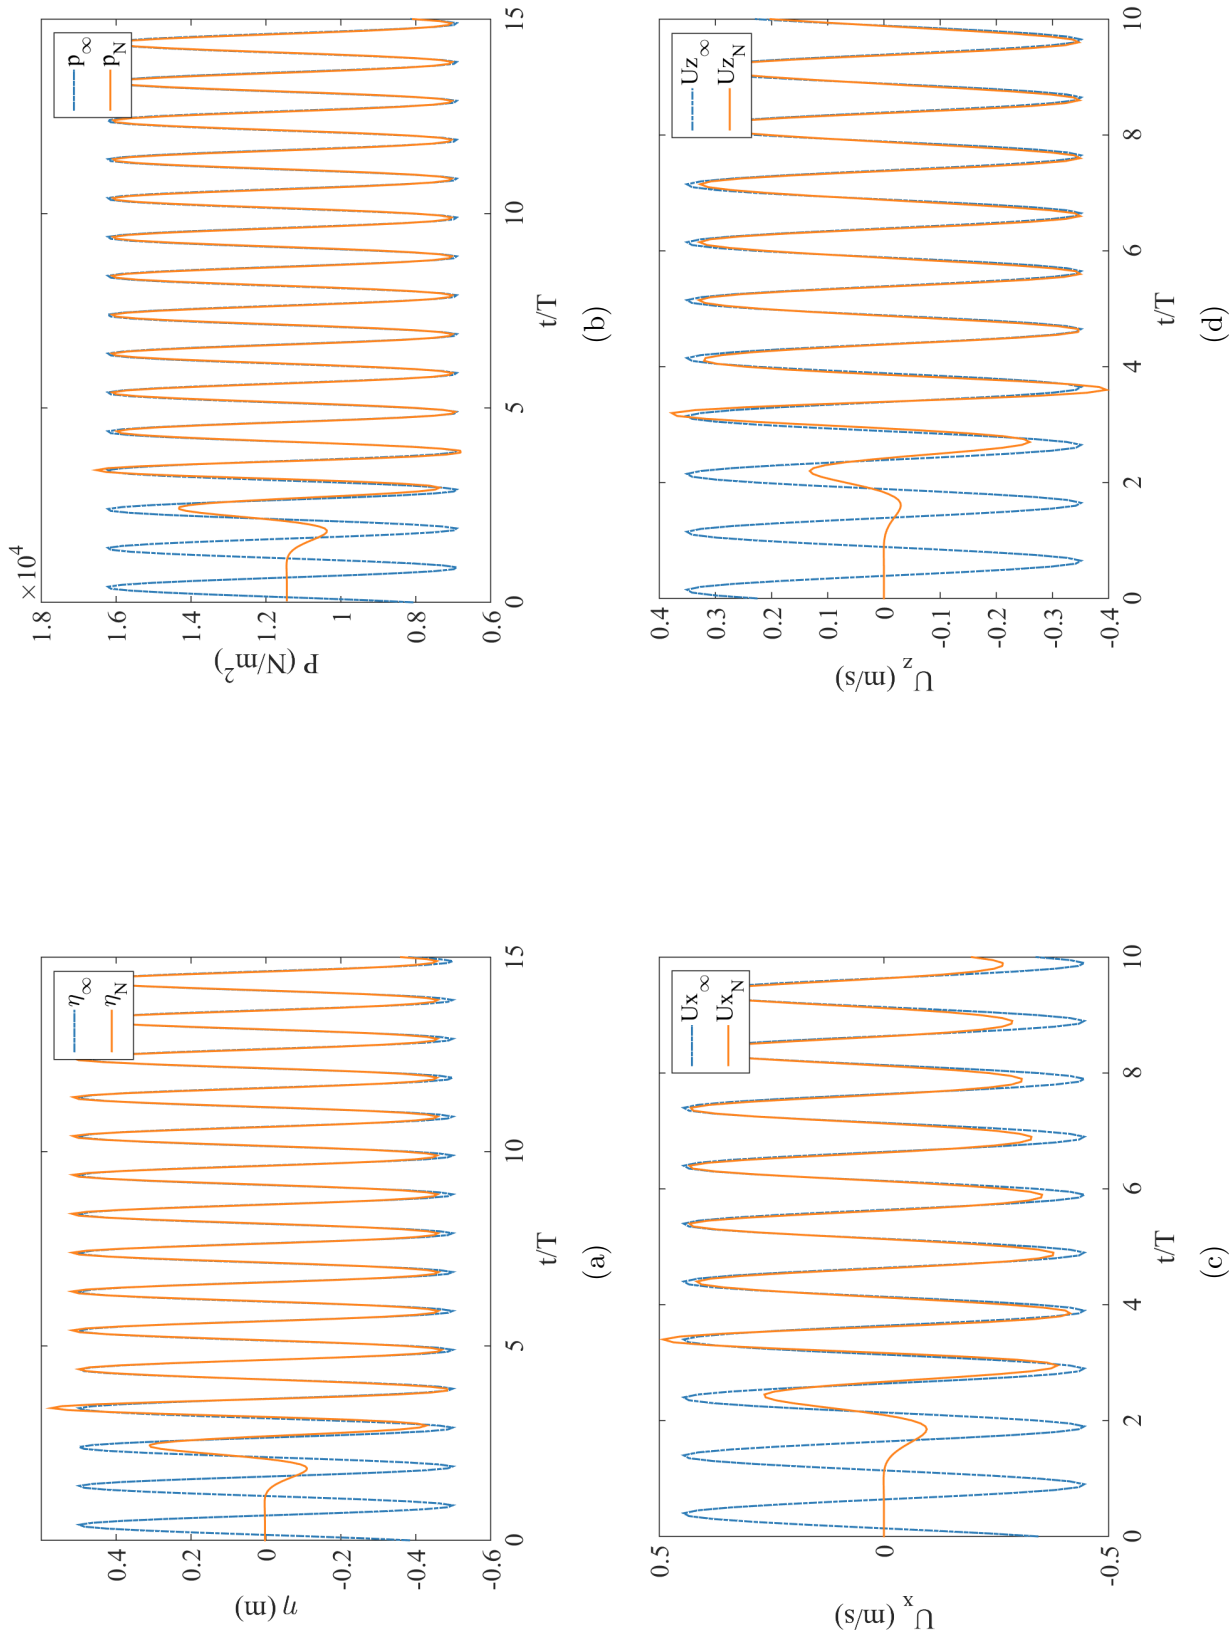 η∞
ηN
0.4
0.2
0
-0.2
-0.4
-0.6
η (m)
0
5
10
15
t/T
(a)
×10⁴
p∞
pN
1.8
1.6
1.4
1.2
1
0.8
0.6
P (N/m²)
0
5
10
15
t/T
(b)
Ux∞
UxN
0.5
0
-0.5
Ux (m/s)
0
2
4
6
8
10
t/T
(c)
Uz∞
UzN
0.4
0.3
0.2
0.1
0
-0.1
-0.2
-0.3
-0.4
Uz (m/s)
0
2
4
6
8
10
t/T
(d)